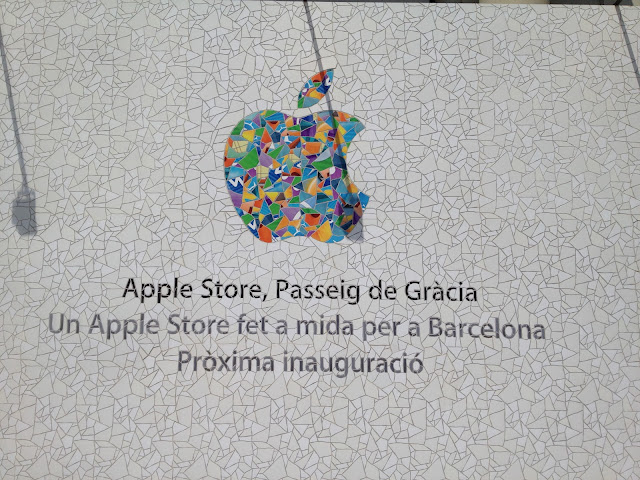 Apple Store, Passeig de Gràcia
Un Apple Store fet a mida per a Barcelona
Pròxima inauguració